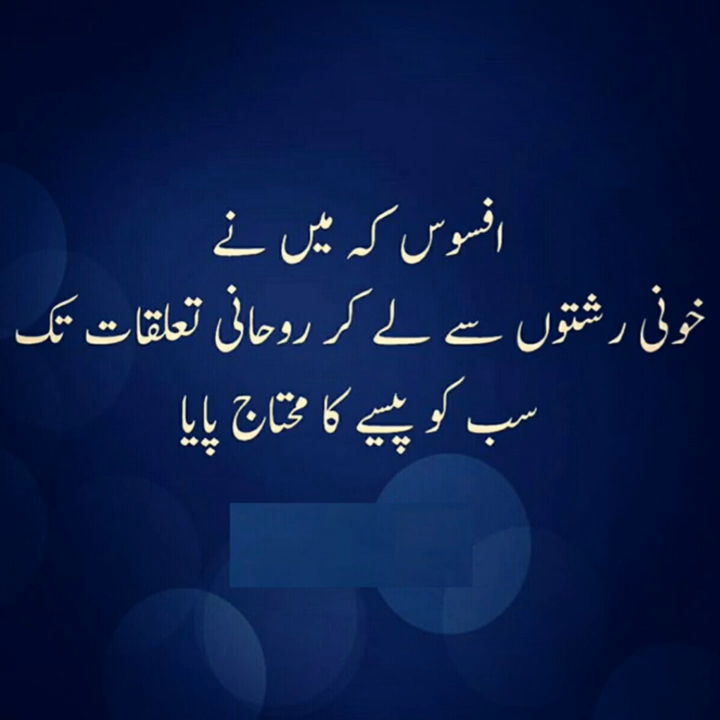 افسوس کہ میں نے
خونی رشتوں سے لے کر روحانی تعلقات تک
سب کو پیسے کا محتاج پایا